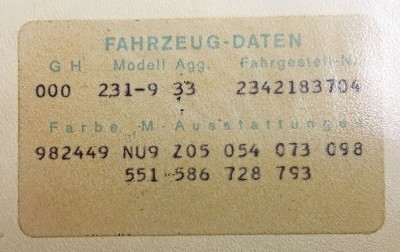 FAHRZEUG-DATEN
G H Modell Agg. Fahrgestell-Nr.
000 231-9 33 2342183704
Farbe M-Ausstattungen
982449 NU9 Z05 054 073 098
551 586 728 793